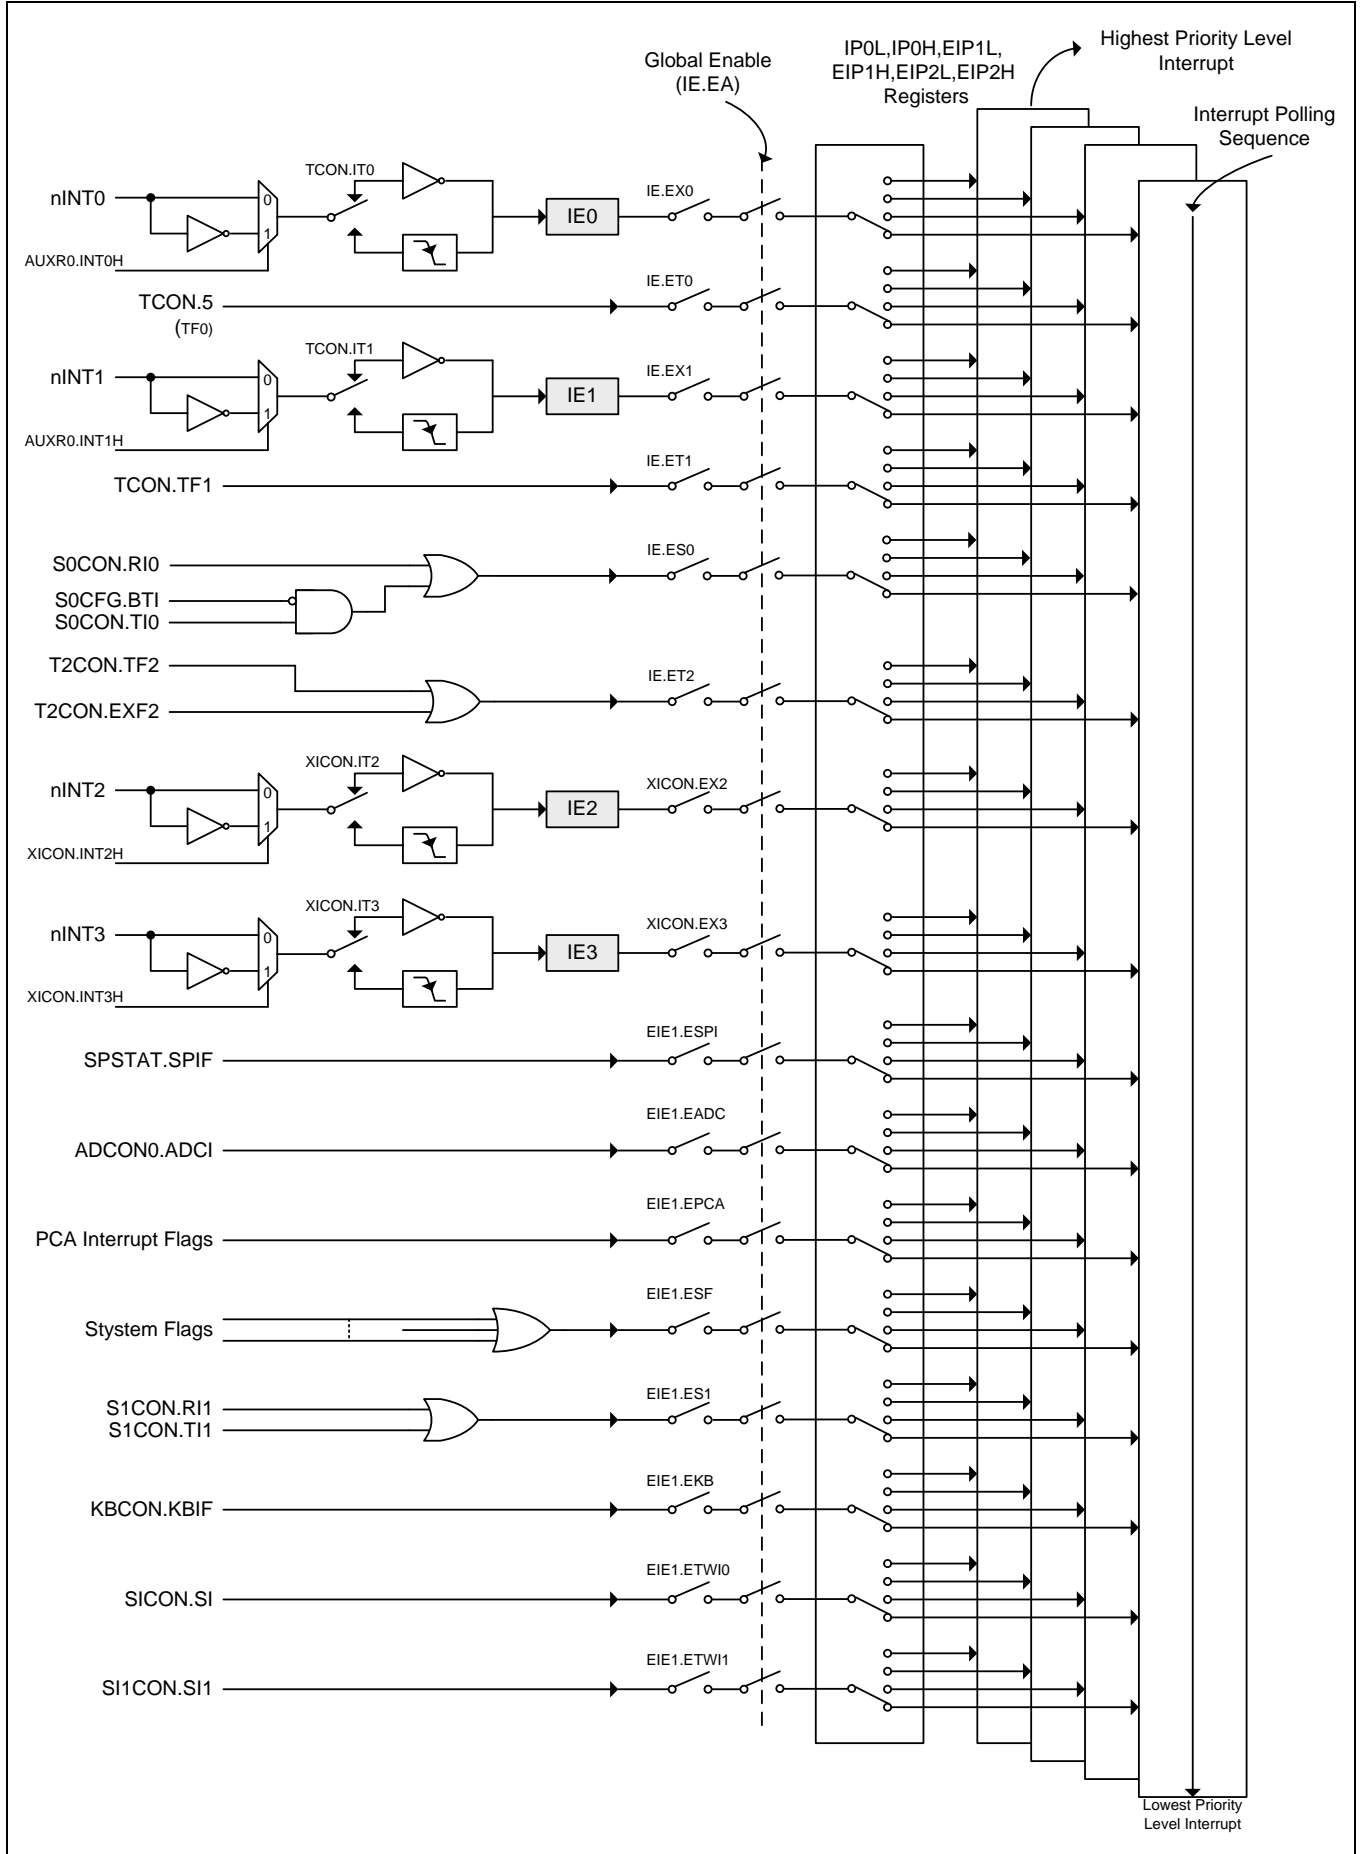 Highest Priority Level
Interrupt
IP0L,IP0H,EIP1L,
EIP1H,EIP2L,EIP2H
Registers
Global Enable
(IE.EA)
Interrupt Polling
Sequence
nINT0
0
1
AUXR0.INT0H
TCON.IT0
IE0
IE.EX0
TCON.5
(TF0)
IE.ET0
nINT1
0
1
AUXR0.INT1H
TCON.IT1
IE1
IE.EX1
TCON.TF1
IE.ET1
S0CON.RI0
S0CFG.BTI
S0CON.TI0
IE.ES0
T2CON.TF2
T2CON.EXF2
IE.ET2
nINT2
0
1
XICON.INT2H
XICON.IT2
IE2
XICON.EX2
nINT3
0
1
XICON.INT3H
XICON.IT3
IE3
XICON.EX3
SPSTAT.SPIF
EIE1.ESPI
ADCON0.ADCI
EIE1.EADC
PCA Interrupt Flags
EIE1.EPCA
Stystem Flags
EIE1.ESF
S1CON.RI1
S1CON.TI1
EIE1.ES1
KBCON.KBIF
EIE1.EKB
SICON.SI
EIE1.ETWI0
SI1CON.SI1
EIE1.ETWI1
Lowest Priority
Level Interrupt